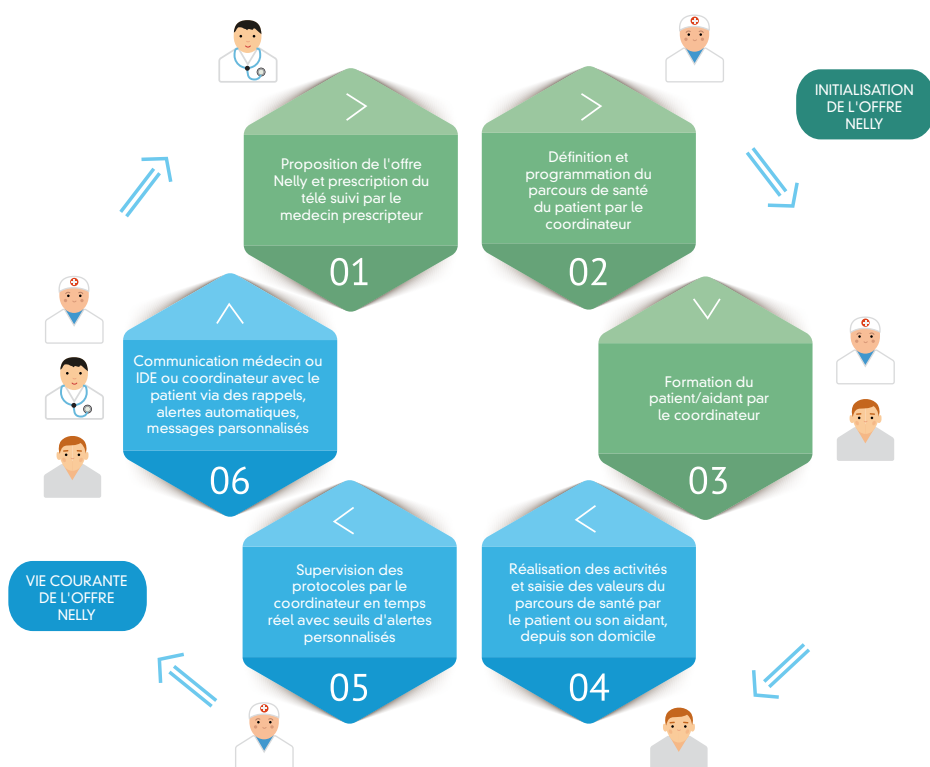 INITIALISATION
DE L'OFFRE
NELLY
Proposition de l'offre
Nelly et prescription du
télé suivi par le
medecin prescripteur
01
Définition et
programmation du
parcours de santé
du patient par le
coordinateur
02
Formation du
patient/aidant par
le coordinateur
03
Réalisation des activités
et saisie des valeurs du
parcours de santé par
le patient ou son aidant,
depuis son domicile
04
Supervision des
protocoles par le
coordinateur en temps
réel avec seuils d'alertes
personnalisés
05
Communication médecin ou
IDE ou coordinateur avec le
patient via des rappels,
alertes automatiques,
messages parsonnalisés
06
VIE COURANTE
DE L'OFFRE
NELLY